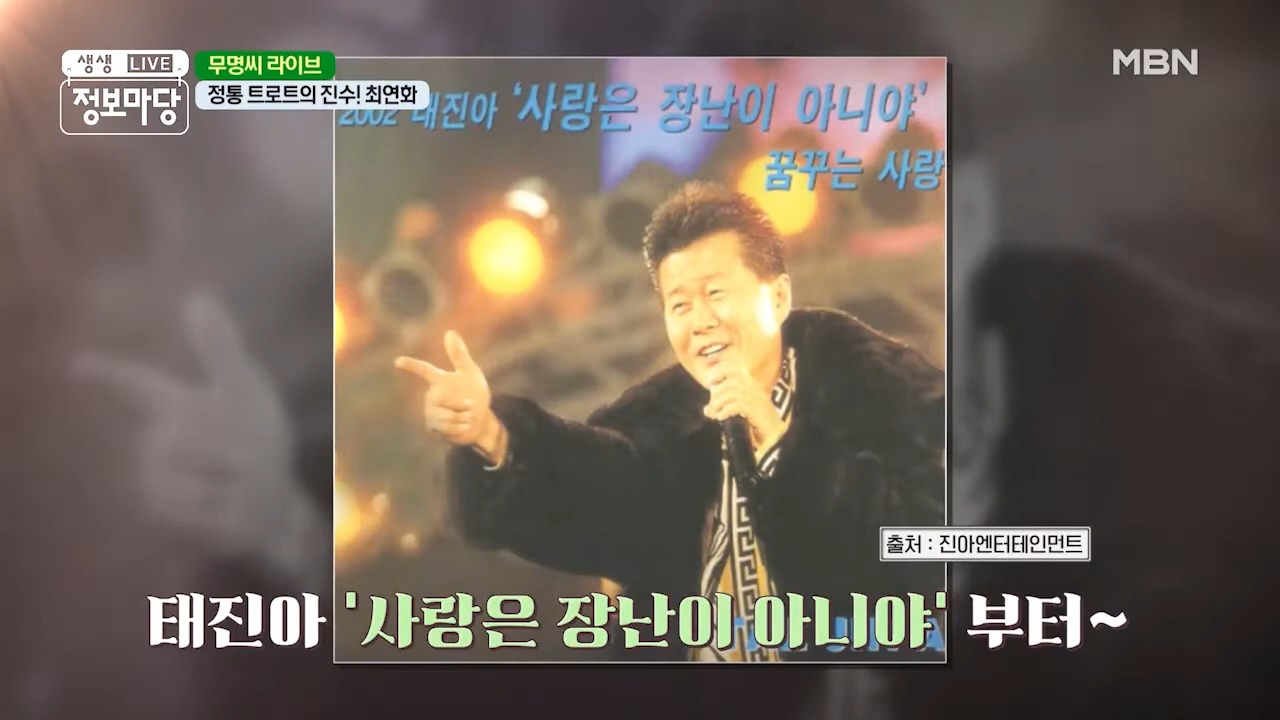 생생 LIVE
정보마당
무명씨 라이브
정통 트로트의 진수! 최연화
MBN
2002 태진아 '사랑은 장난이 아니야'
꿈꾸는 사랑
출처 : 진아엔터테인먼트
태진아 '사랑은 장난이 아니야' 부터~